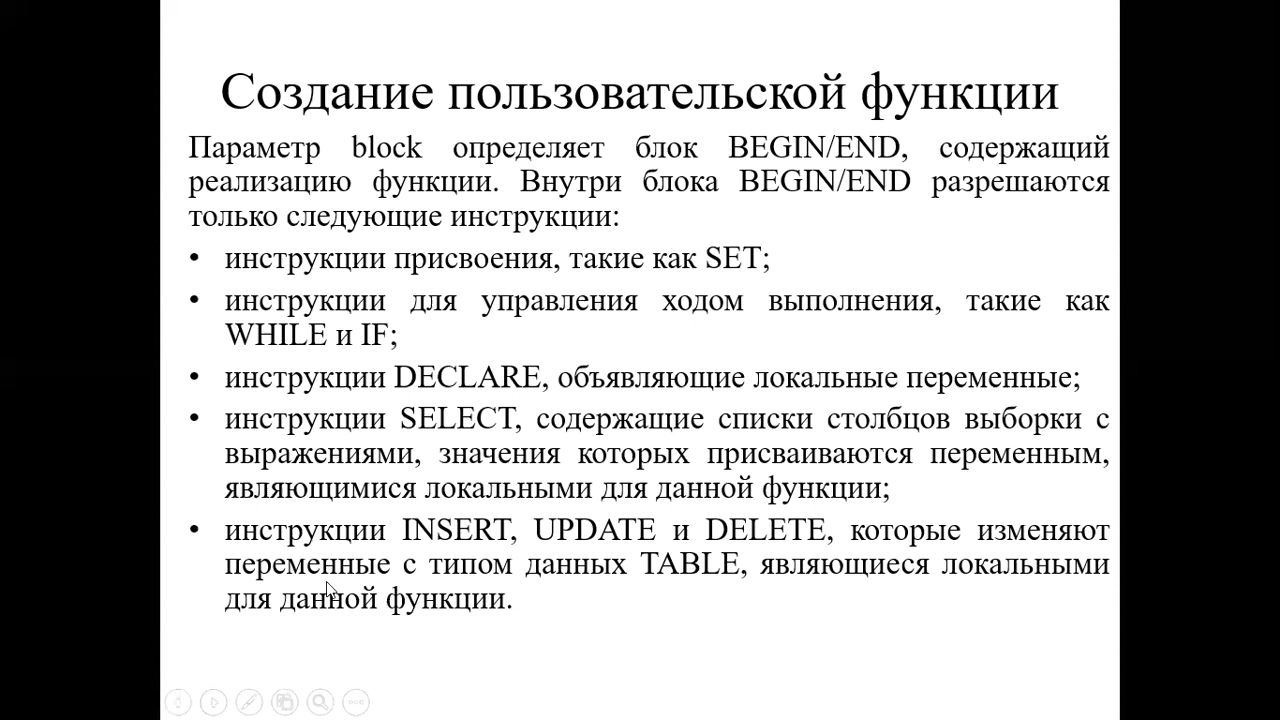 Создание пользовательской функции
Параметр block определяет блок BEGIN/END, содержащий
реализацию функции. Внутри блока BEGIN/END разрешаются
только следующие инструкции:
• инструкции присвоения, такие как SET;
• инструкции для управления ходом выполнения, такие как
WHILE и IF;
• инструкции DECLARE, объявляющие локальные переменные;
• инструкции SELECT, содержащие списки столбцов выборки с
выражениями, значения которых присваиваются переменным,
являющимися локальными для данной функции;
• инструкции INSERT, UPDATE и DELETE, которые изменяют
переменные с типом данных TABLE, являющиеся локальными
для данной функции.